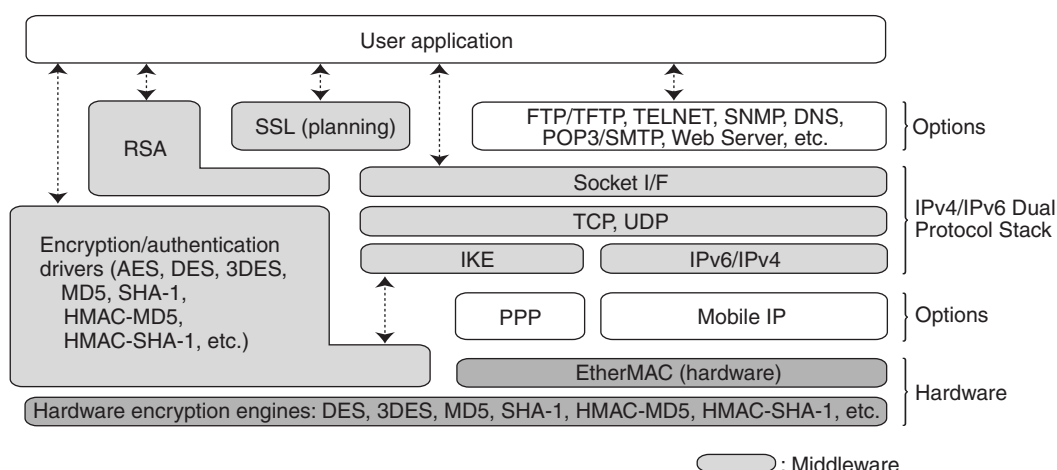 User application
RSA
SSL (planning)
FTP/TFTP, TELNET, SNMP, DNS,
POP3/SMTP, Web Server, etc.
Options
Socket I/F
TCP, UDP
IKE
IPv6/IPv4
IPv4/IPv6 Dual
Protocol Stack
Encryption/authentication
drivers (AES, DES, 3DES,
MD5, SHA-1,
HMAC-MD5,
HMAC-SHA-1, etc.)
PPP
Mobile IP
Options
EtherMAC (hardware)
Hardware encryption engines: DES, 3DES, MD5, SHA-1, HMAC-MD5, HMAC-SHA-1, etc.
Hardware
: Middleware